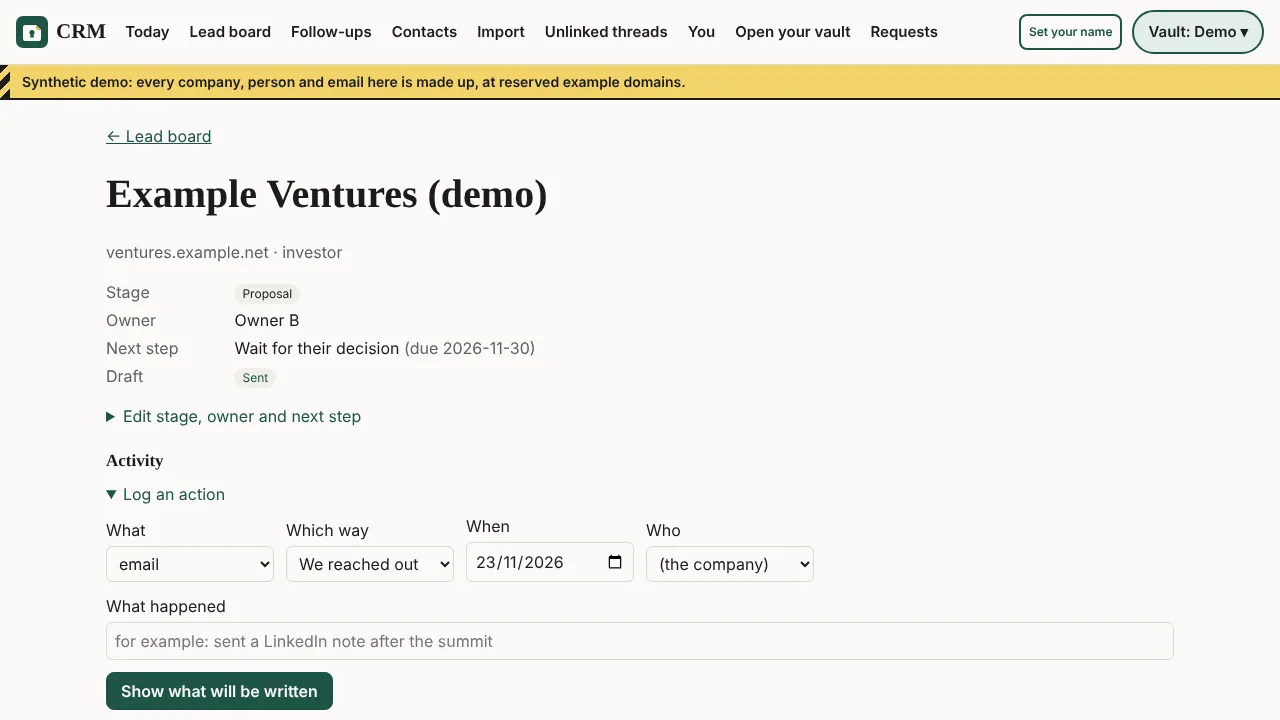 CRM Today Lead board Follow-ups Contacts Import Unlinked threads You Open your vault Requests Set your name Vault: Demo ▾
Synthetic demo: every company, person and email here is made up, at reserved example domains.
← Lead board
Example Ventures (demo)
ventures.example.net · investor
Stage Proposal
Owner Owner B
Next step Wait for their decision (due 2026-11-30)
Draft Sent
▶ Edit stage, owner and next step
Activity
▼ Log an action
What Which way When Who
email We reached out 23/11/2026 (the company)
What happened
for example: sent a LinkedIn note after the summit
Show what will be written